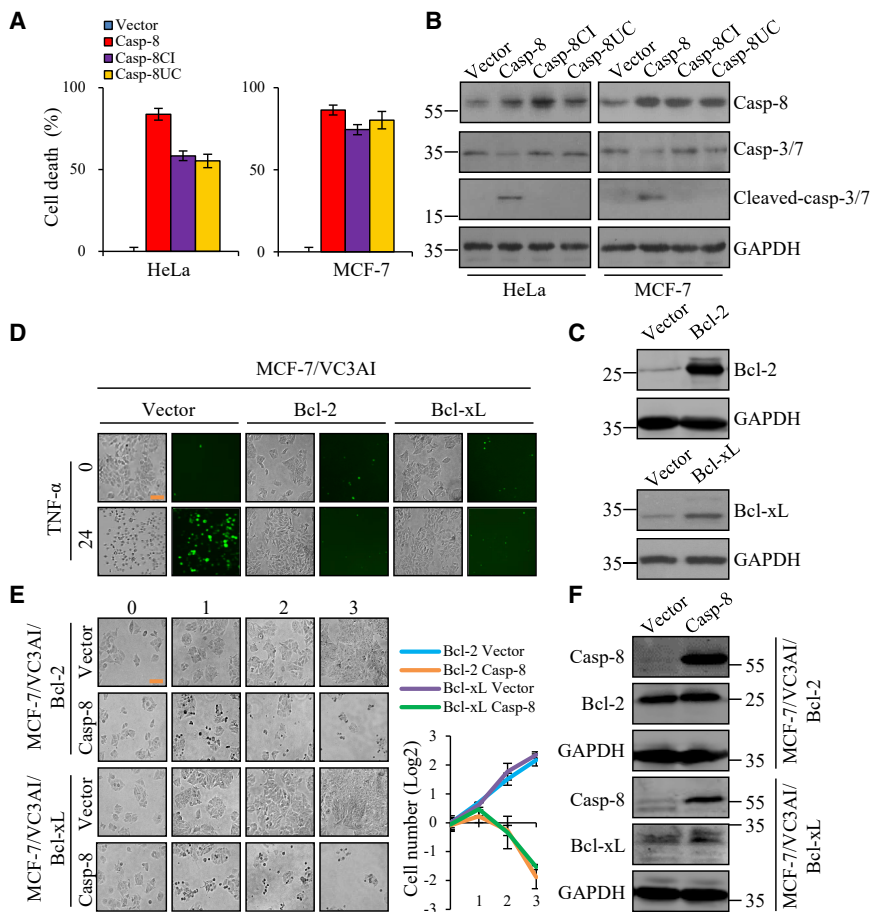 A
Vector
Casp-8
Casp-8CI
Casp-8UC
Cell death (%)
100
50
0
HeLa
100
50
0
MCF-7
B
Vector Casp-8 Casp-8CI Casp-8UC Vector Casp-8 Casp-8CI Casp-8UC
55 Casp-8
35 Casp-3/7
15 Cleaved-casp-3/7
35 GAPDH
HeLa MCF-7
C
Vector Bcl-2
25 Bcl-2
35 GAPDH
Vector Bcl-xL
35 Bcl-xL
35 GAPDH
D
MCF-7/VC3AI
Vector Bcl-2 Bcl-xL
TNF-α
0
24
E
0 1 2 3
MCF-7/VC3AI/
Bcl-2
Vector
Casp-8
MCF-7/VC3AI/
Bcl-xL
Vector
Casp-8
Bcl-2 Vector
Bcl-2 Casp-8
Bcl-xL Vector
Bcl-xL Casp-8
Cell number (Log2)
3
2
1
0
-1
-2
-3
1 2 3
F
Vector Casp-8
Casp-8 55
Bcl-2 25
GAPDH 35
MCF-7/VC3AI/
Bcl-2
Casp-8 55
35
Bcl-xL
GAPDH 35
MCF-7/VC3AI/
Bcl-xL